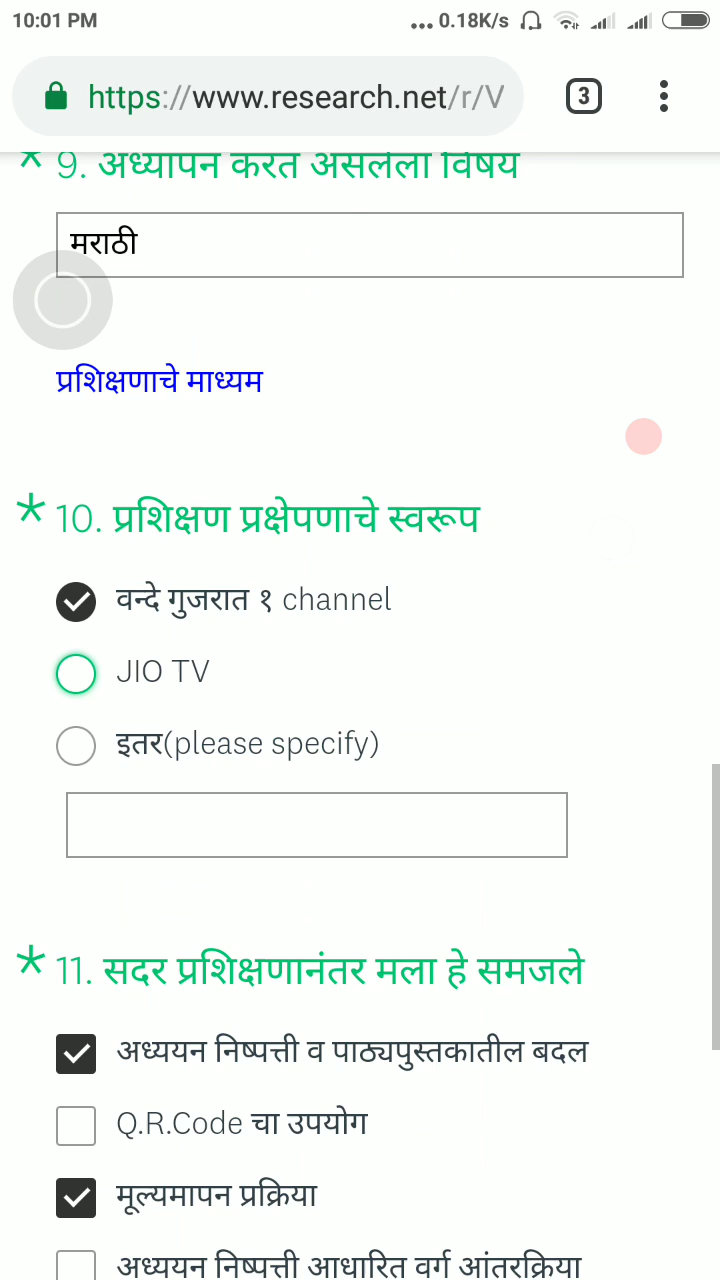 10:01 PM ... 0.18K/s
https://www.research.net/r/V 3
* 9. अध्यापन करत असलेला विषय
मराठी
प्रशिक्षणाचे माध्यम
* 10. प्रशिक्षण प्रक्षेपणाचे स्वरूप
वन्दे गुजरात १ channel
JIO TV
इतर(please specify)
* 11. सदर प्रशिक्षणानंतर मला हे समजले
अध्ययन निष्पत्ती व पाठ्यपुस्तकातील बदल
Q.R.Code चा उपयोग
मूल्यमापन प्रक्रिया
अध्ययन निष्पत्ती आधारित वर्ग आंतरक्रिया